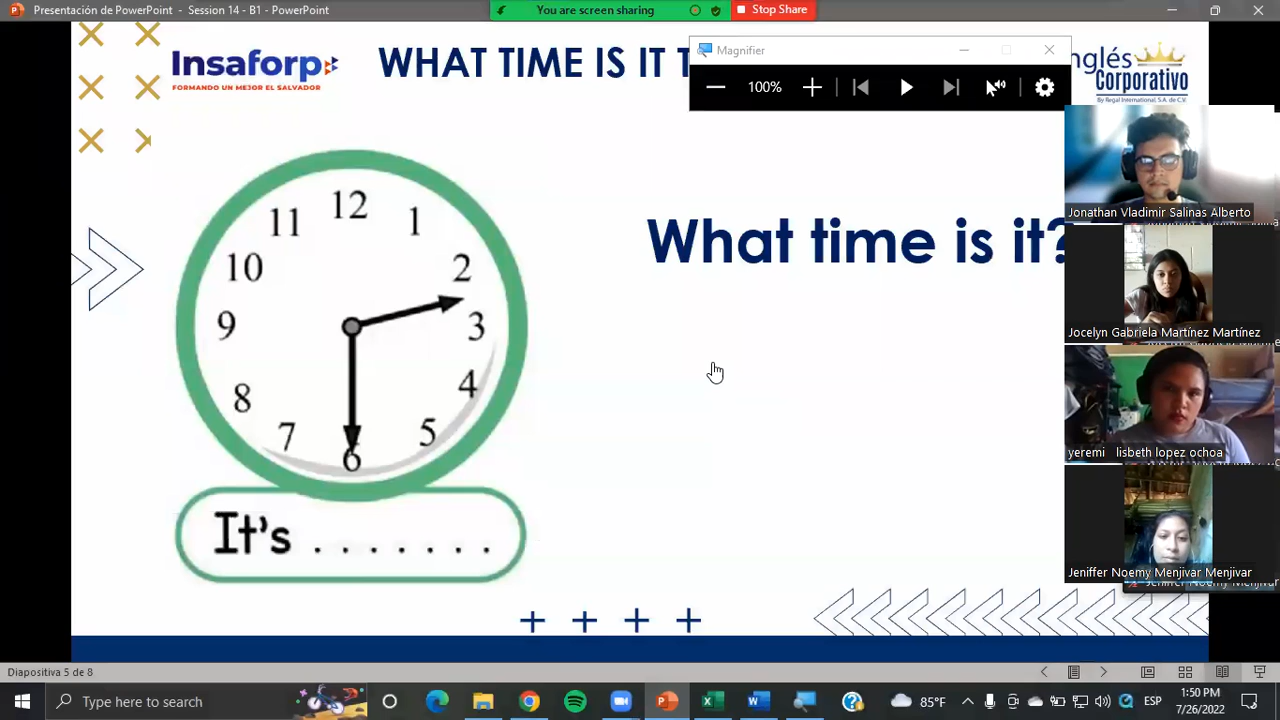 Presentación de PowerPoint - Session 14 - B1 - PowerPoint
You are screen sharing
Stop Share
Insaforp
FORMANDO UN MEJOR EL SALVADOR
WHAT TIME IS IT T
Magnifier
100%
nglés
Corporativo
By Regal International, S.A. de C.V.
12
11
1
10
2
9
3
8
4
7
5
6
What time is it?
It's . . . . . . .
Jonathan Vladimir Salinas Alberto
Jocelyn Gabriela Martínez Martínez
yeremi lisbeth lopez ochoa
Jeniffer Noemy Menjivar Menjivar
Jeniffer Noemy Menjivar
Diapositiva 5 de 8
Type here to search
85°F
ESP
1:50 PM
7/26/2022